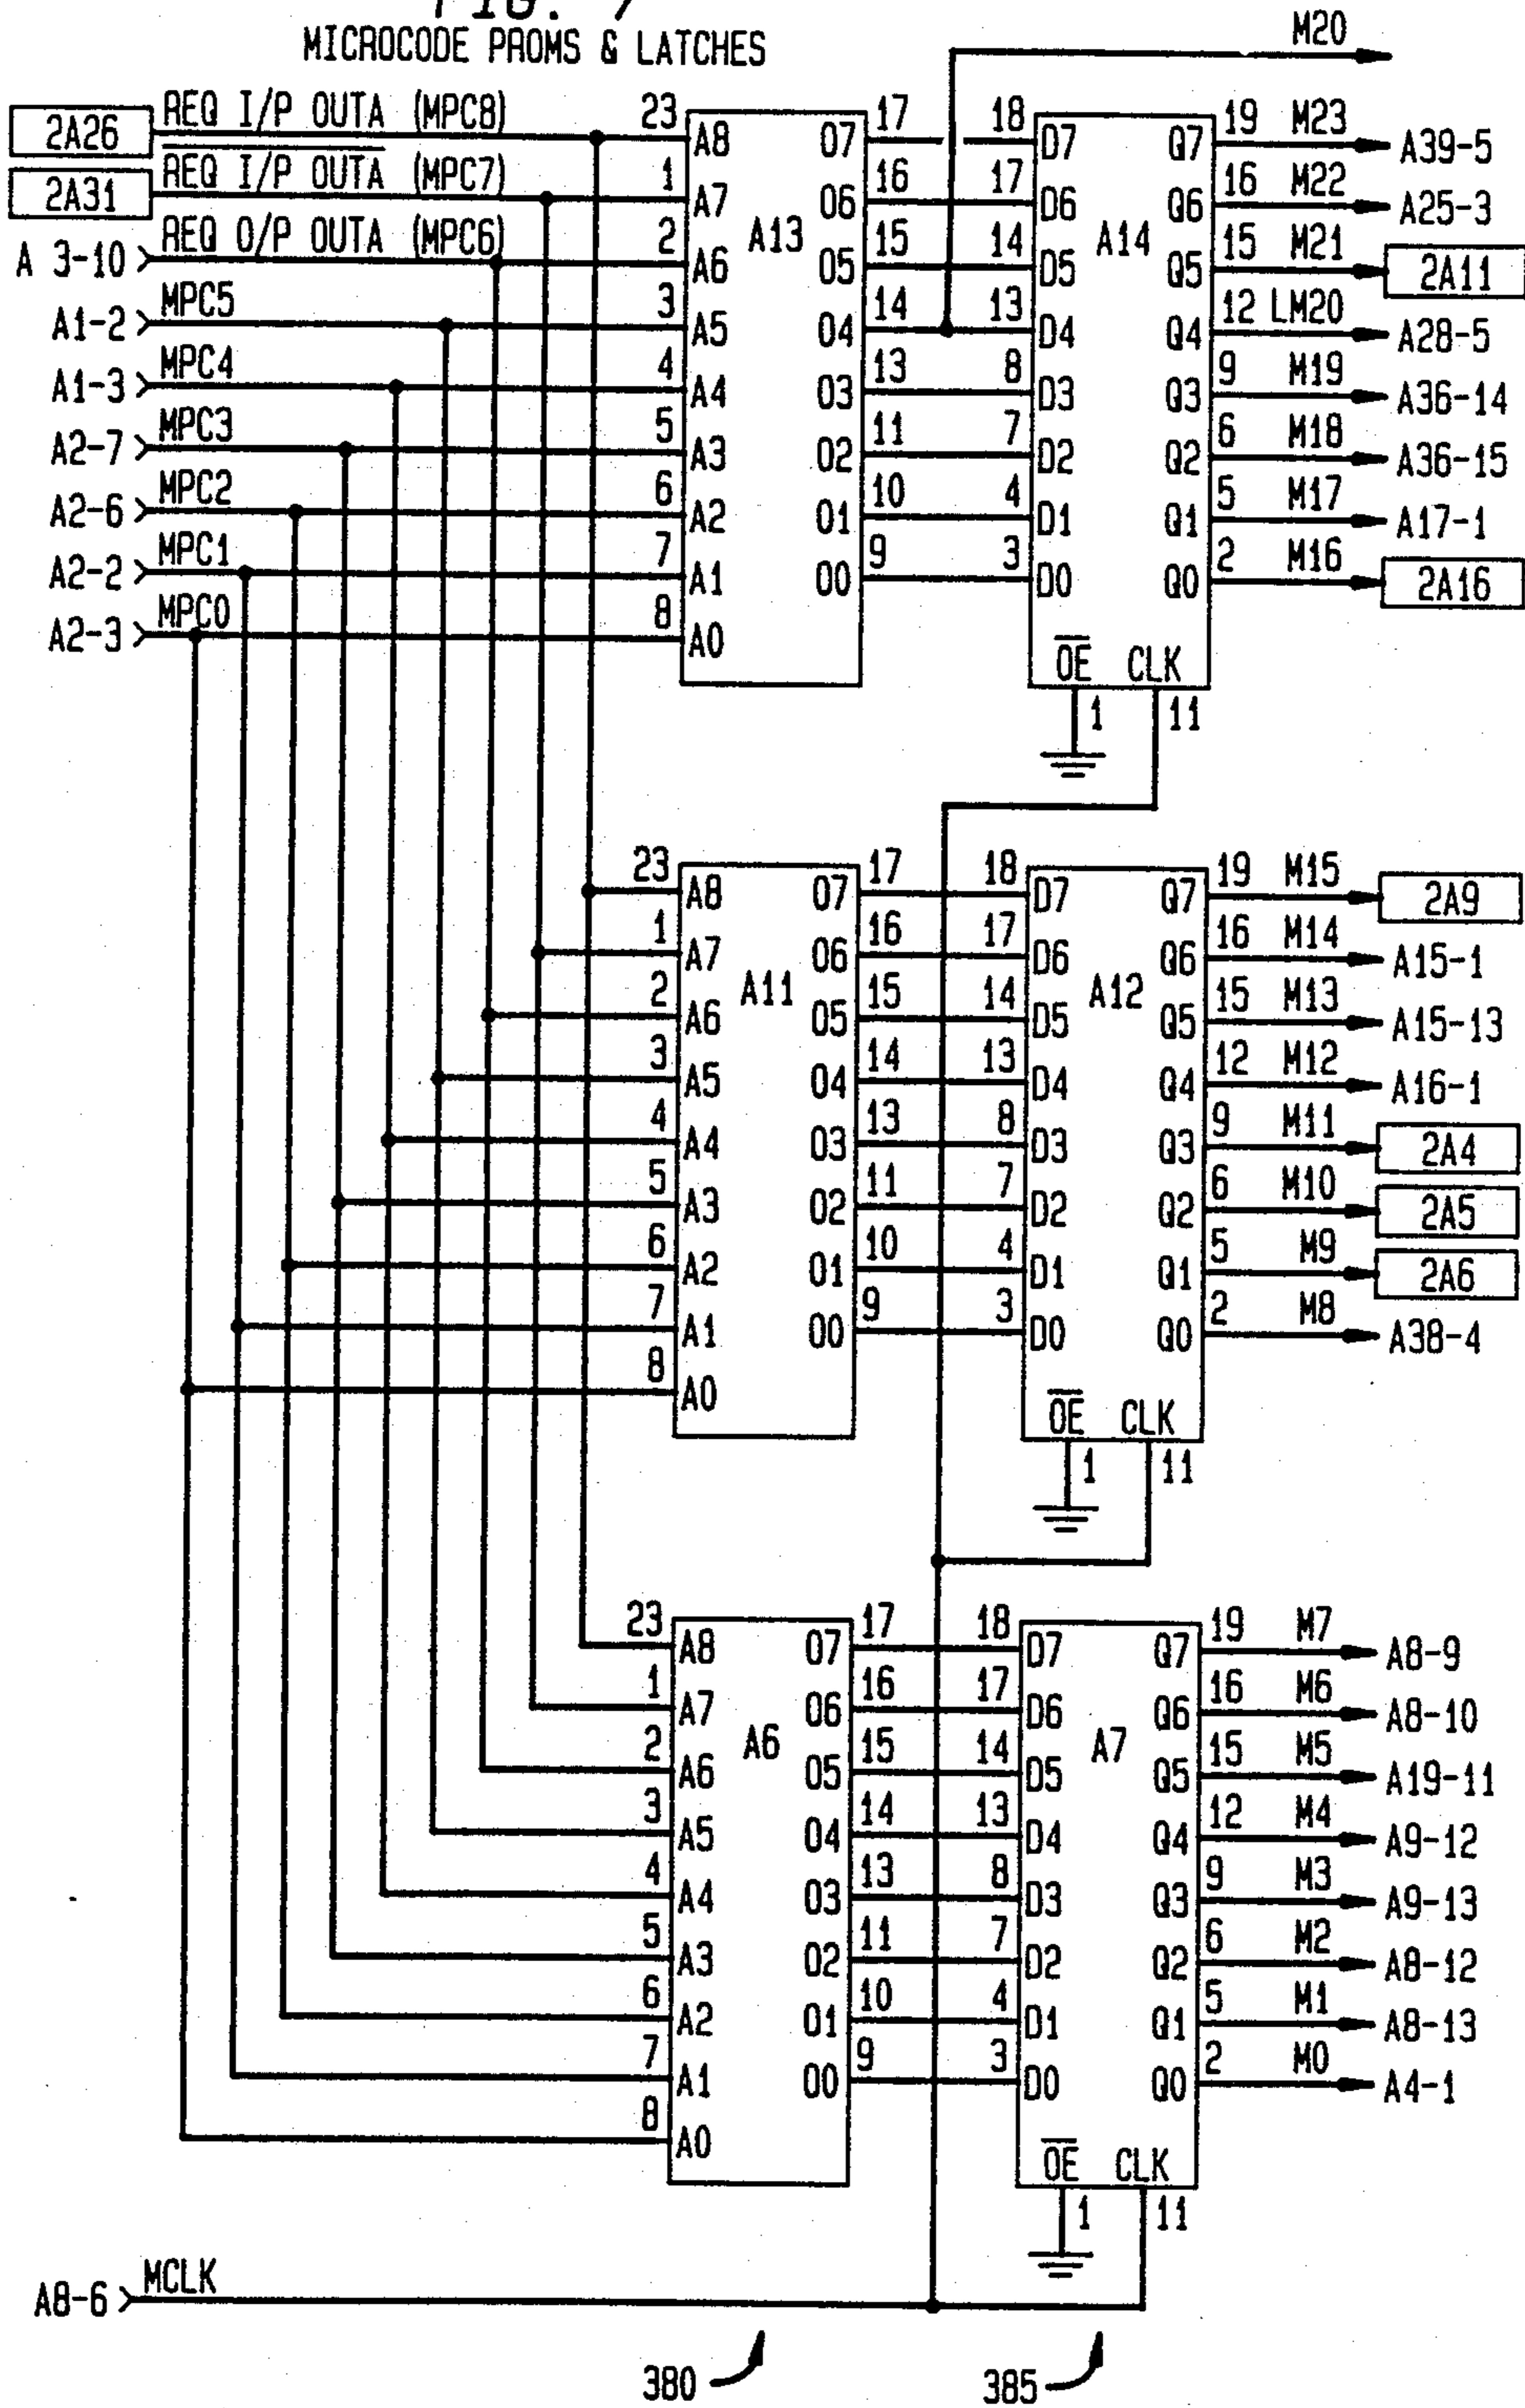 FIG. 7
MICROCODE PROMS & LATCHES
M20
2A26 REQ I/P OUTA (MPC8) 23 A8 O7 17 18 D7 Q7 19 M23 A39-5
2A31 REQ I/P OUTA (MPC7) 1 A7 O6 16 17 D6 Q6 16 M22 A25-3
A13 A14
A 3-10 REQ O/P OUTA (MPC6) 2 A6 O5 15 14 D5 Q5 15 M21 2A11
A1-2 MPC5 3 A5 O4 14 13 D4 Q4 12 LM20 A28-5
A1-3 MPC4 4 A4 O3 13 8 D3 Q3 9 M19 A36-14
A2-7 MPC3 5 A3 O2 11 7 D2 Q2 6 M18 A36-15
A2-6 MPC2 6 A2 O1 10 4 D1 Q1 5 M17 A17-1
A2-2 MPC1 7 A1 O0 9 3 D0 Q0 2 M16 2A16
A2-3 MPC0 8 A0
OE CLK
1 11
23 A8 O7 17 18 D7 Q7 19 M15 2A9
1 A7 O6 16 17 D6 Q6 16 M14 A15-1
A11 A12
2 A6 O5 15 14 D5 Q5 15 M13 A15-13
3 A5 O4 14 13 D4 Q4 12 M12 A16-1
4 A4 O3 13 8 D3 Q3 9 M11 2A4
5 A3 O2 11 7 D2 Q2 6 M10 2A5
6 A2 O1 10 4 D1 Q1 5 M9 2A6
7 A1 O0 9 3 D0 Q0 2 M8 A38-4
8 A0
OE CLK
1 11
23 A8 O7 17 18 D7 Q7 19 M7 A8-9
1 A7 O6 16 17 D6 Q6 16 M6 A8-10
A6 A7
2 A6 O5 15 14 D5 Q5 15 M5 A19-11
3 A5 O4 14 13 D4 Q4 12 M4 A9-12
4 A4 O3 13 8 D3 Q3 9 M3 A9-13
5 A3 O2 11 7 D2 Q2 6 M2 A8-12
6 A2 O1 10 4 D1 Q1 5 M1 A8-13
7 A1 O0 9 3 D0 Q0 2 M0 A4-1
8 A0
OE CLK
1 11
A8-6 MCLK
380 385